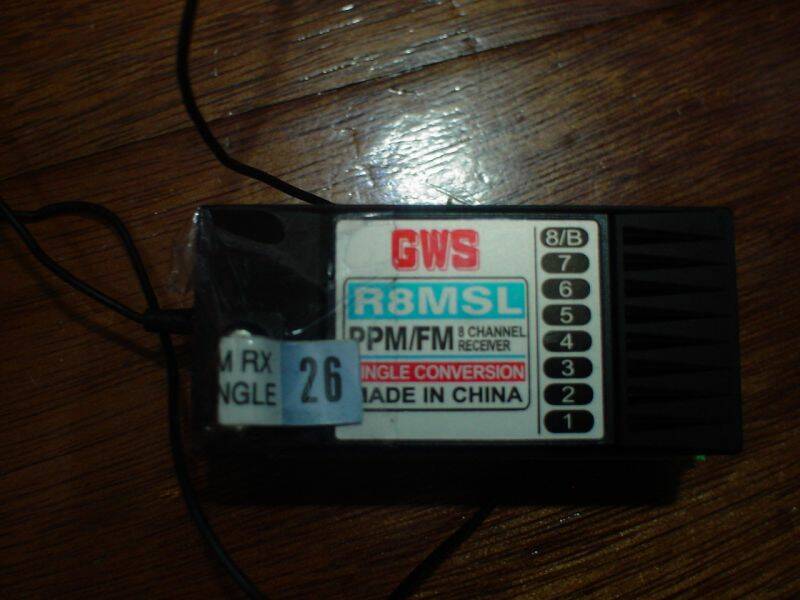 GWS
R8MSL
PPM/FM 8 CHANNEL
RECEIVER
INGLE CONVERSION
MADE IN CHINA
8/B
7
6
5
4
3
2
1
M RX
NGLE
26